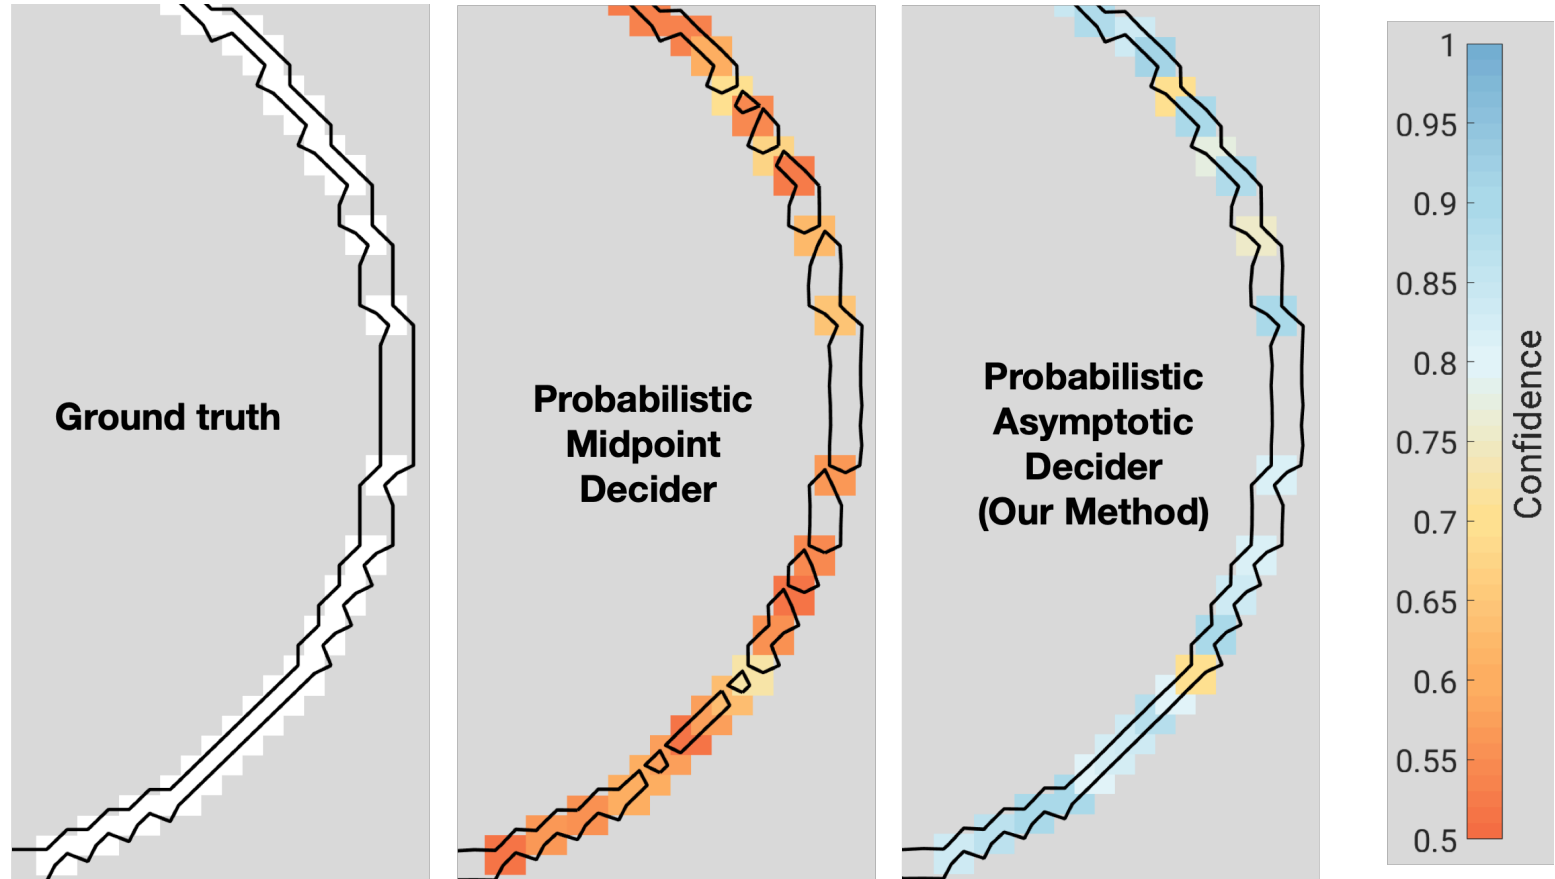 Ground truth
Probabilistic
Midpoint
Decider
Probabilistic
Asymptotic
Decider
(Our Method)
1
0.95
0.9
0.85
0.8
0.75
0.7
0.65
0.6
0.55
0.5
Confidence